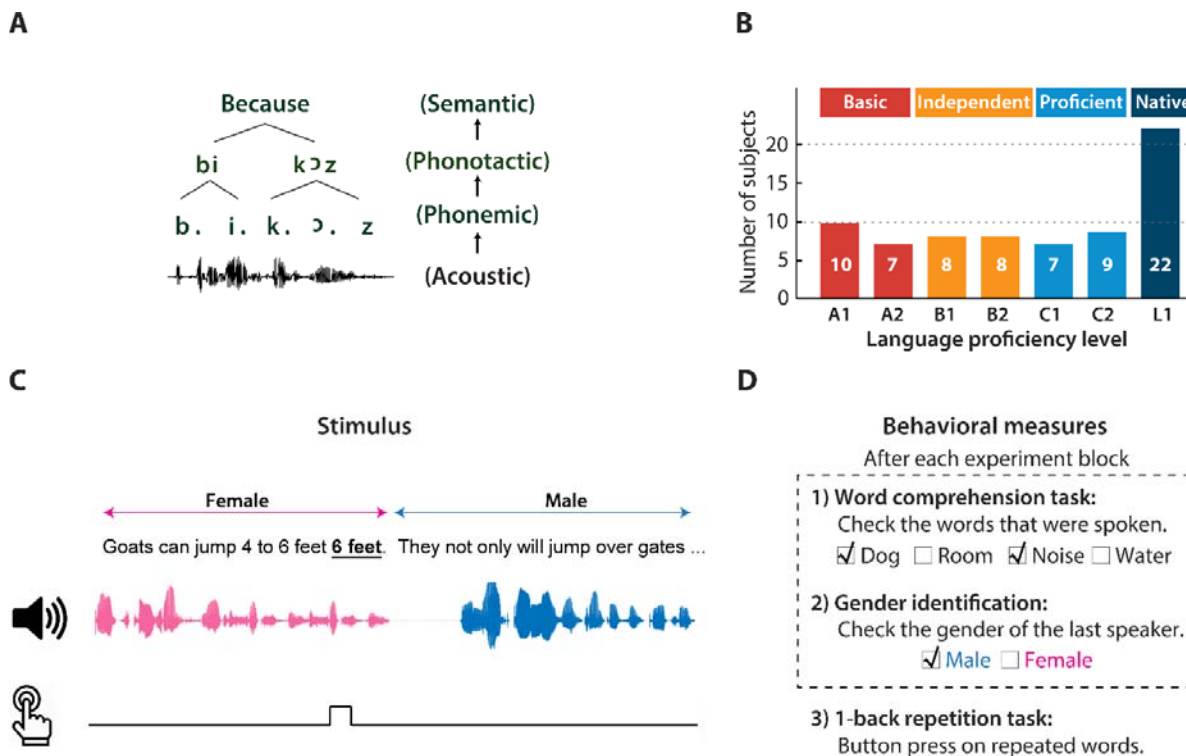 A
Because
(Semantic)
bi
kɔz
(Phonotactic)
b. i. k. ɔ. z
(Phonemic)
(Acoustic)
B
Basic Independent Proficient Native
Number of subjects
20
15
10
5
0
10 7 8 8 7 9 22
A1 A2 B1 B2 C1 C2 L1
Language proficiency level
C
Stimulus
Female Male
Goats can jump 4 to 6 feet 6 feet. They not only will jump over gates ...
D
Behavioral measures
After each experiment block
1) Word comprehension task:
Check the words that were spoken.
Dog Room Noise Water
2) Gender identification:
Check the gender of the last speaker.
Male Female
3) 1-back repetition task:
Button press on repeated words.